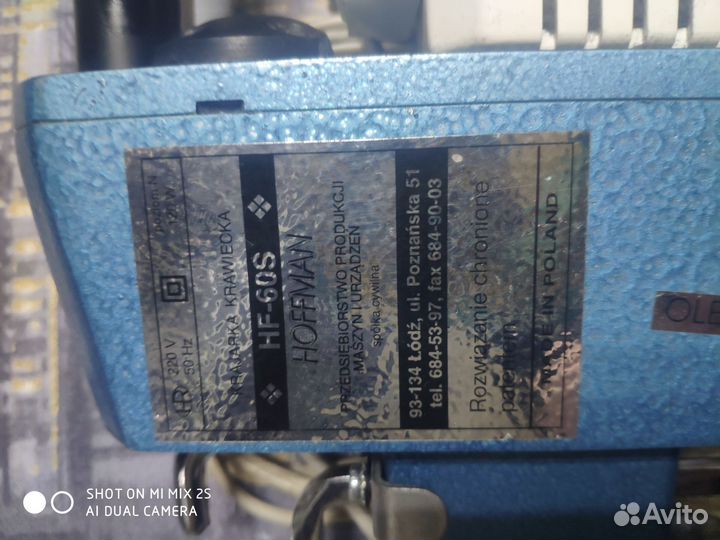 KRAJARKA KRAWIECKA
HF-60S
HOFFMAN
PRZEDSIĘBIORSTWO PRODUKCJI
MASZYN I URZĄDZEŃ
spółka cywilna
93-134 Łódź, ul. Poznańska 51
tel. 684-53-97, fax 684-90-03
Rozwiązanie chronione
patentem
MADE IN POLAND
220 V
50 Hz
SHOT ON MI MIX 2S
AI DUAL CAMERA
Avito